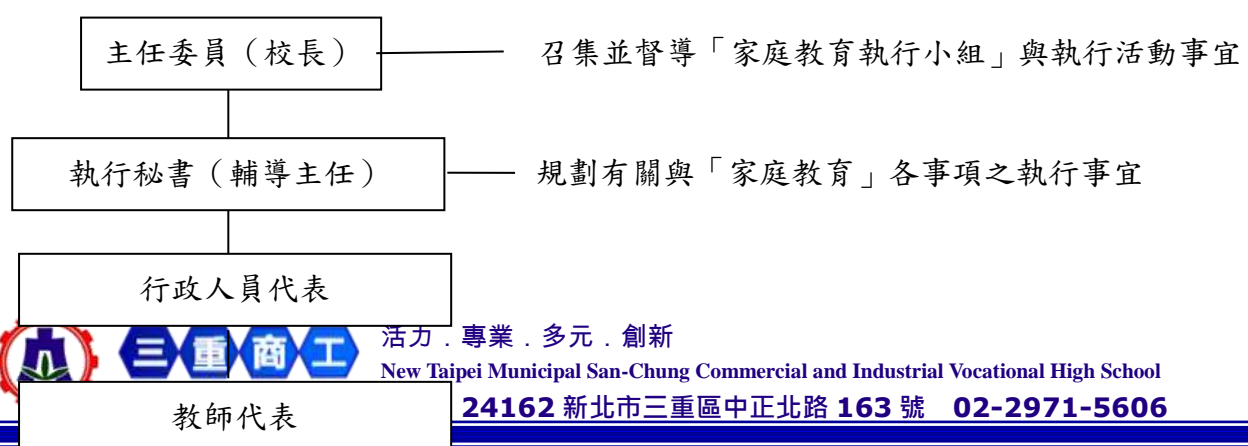 主任委員（校長）
召集並督導「家庭教育執行小組」與執行活動事宜
執行秘書（輔導主任）
規劃有關與「家庭教育」各事項之執行事宜
行政人員代表
三重商工
活力．專業．多元．創新
New Taipei Municipal San-Chung Commercial and Industrial Vocational High School
24162 新北市三重區中正北路 163 號 02-2971-5606
教師代表